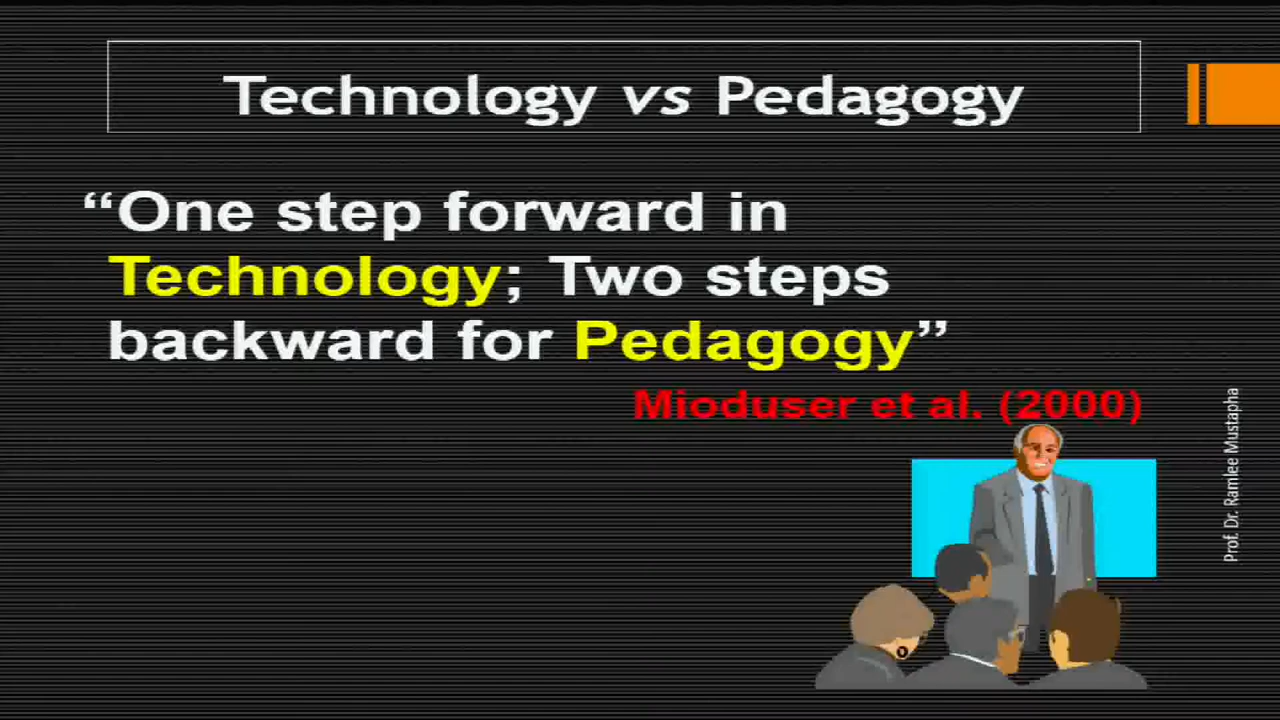 Technology vs Pedagogy
“One step forward in
Technology; Two steps
backward for Pedagogy”
Mioduser et al. (2000)
Prof. Dr. Ramlee Mustapha